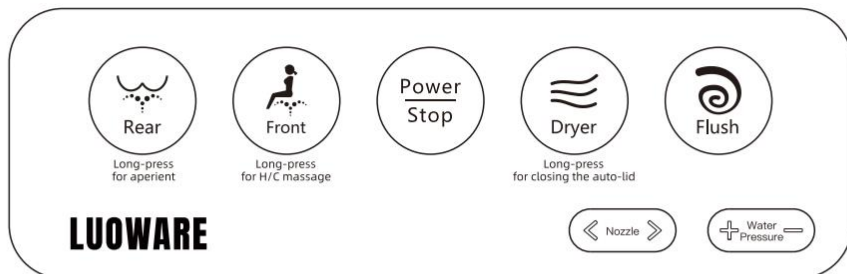 Rear
Long-press
for aperient
Front
Long-press
for H/C massage
Power
Stop
Dryer
Long-press
for closing the auto-lid
Flush
LUOWARE
Nozzle
Water
Pressure